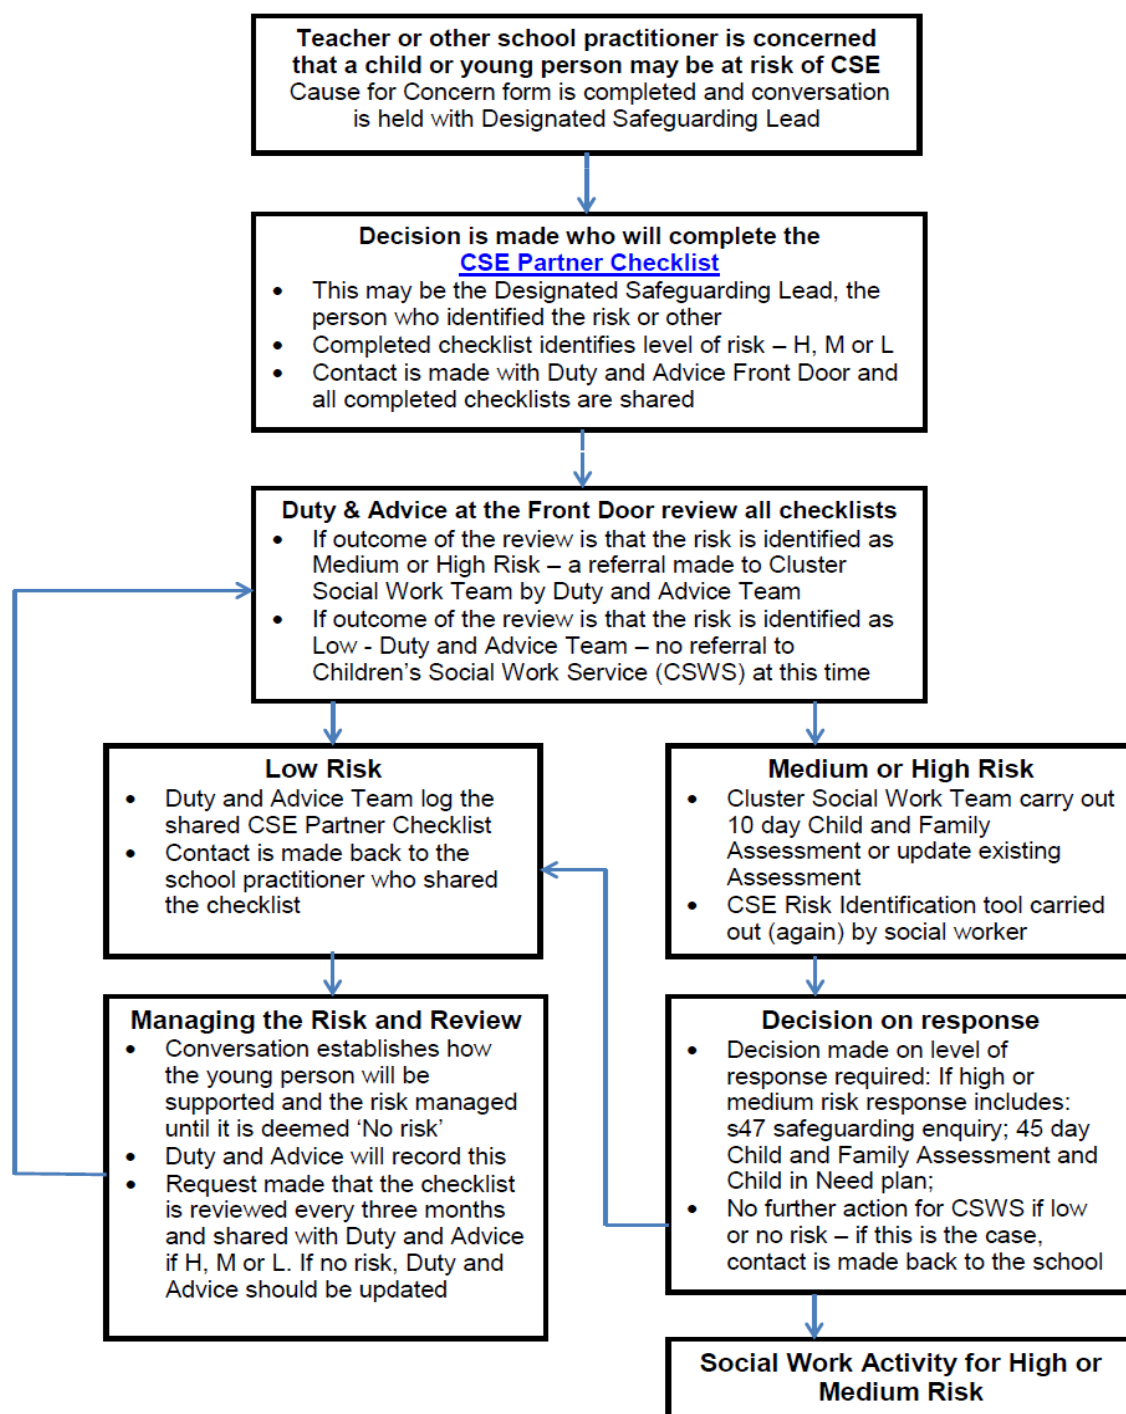 Teacher or other school practitioner is concerned
that a child or young person may be at risk of CSE
Cause for Concern form is completed and conversation
is held with Designated Safeguarding Lead
Decision is made who will complete the
CSE Partner Checklist
• This may be the Designated Safeguarding Lead, the
person who identified the risk or other
• Completed checklist identifies level of risk – H, M or L
• Contact is made with Duty and Advice Front Door and
all completed checklists are shared
Duty & Advice at the Front Door review all checklists
• If outcome of the review is that the risk is identified as
Medium or High Risk – a referral made to Cluster
Social Work Team by Duty and Advice Team
• If outcome of the review is that the risk is identified as
Low - Duty and Advice Team – no referral to
Children's Social Work Service (CSWS) at this time
Low Risk
• Duty and Advice Team log the
shared CSE Partner Checklist
• Contact is made back to the
school practitioner who shared
the checklist
Medium or High Risk
• Cluster Social Work Team carry out
10 day Child and Family
Assessment or update existing
Assessment
• CSE Risk Identification tool carried
out (again) by social worker
Managing the Risk and Review
• Conversation establishes how
the young person will be
supported and the risk managed
until it is deemed 'No risk'
• Duty and Advice will record this
• Request made that the checklist
is reviewed every three months
and shared with Duty and Advice
if H, M or L. If no risk, Duty and
Advice should be updated
Decision on response
• Decision made on level of
response required: If high or
medium risk response includes:
s47 safeguarding enquiry; 45 day
Child and Family Assessment and
Child in Need plan;
• No further action for CSWS if low
or no risk – if this is the case,
contact is made back to the school
Social Work Activity for High or
Medium Risk